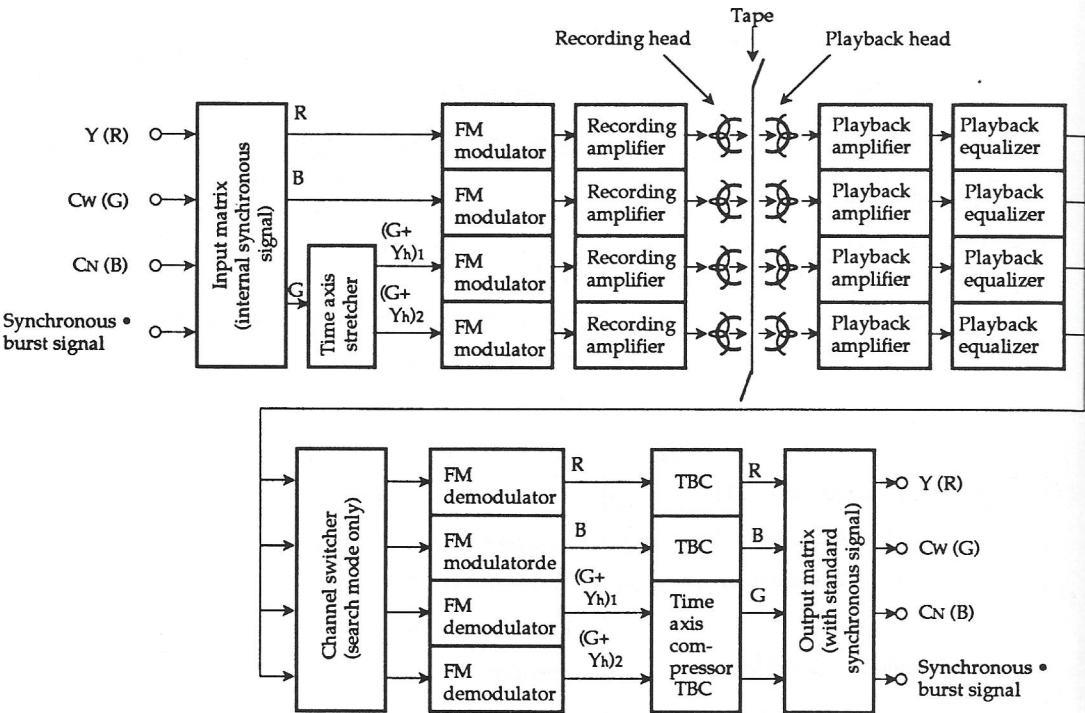 Tape
Recording head
Playback head
Y (R)
CW (G)
CN (B)
Synchronous •
burst signal
Input matrix
(internal synchronous
signal)
R
B
G
Time axis
stretcher
(G+
Yh)1
(G+
Yh)2
FM
modulator
FM
modulator
FM
modulator
FM
modulator
Recording
amplifier
Recording
amplifier
Recording
amplifier
Recording
amplifier
Playback
amplifier
Playback
amplifier
Playback
amplifier
Playback
amplifier
Playback
equalizer
Playback
equalizer
Playback
equalizer
Playback
equalizer
Channel switcher
(search mode only)
FM
demodulator
FM
modulatorde
FM
demodulator
FM
demodulator
R
B
(G+
Yh)1
(G+
Yh)2
TBC
TBC
Time
axis
com-
pressor
TBC
R
B
G
Output matrix
(with standard
synchronous signal)
Y (R)
CW (G)
CN (B)
Synchronous •
burst signal